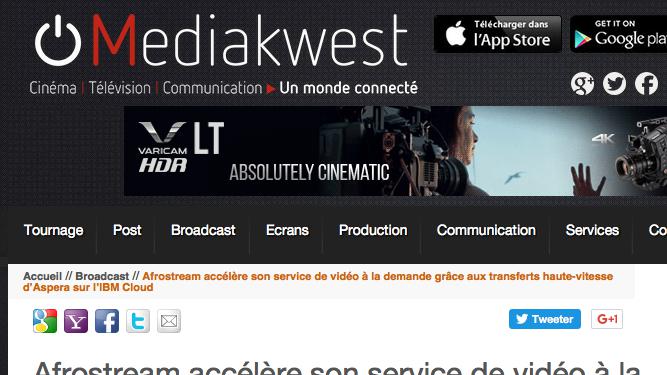 Mediakwest
Télécharger dans
l'App Store
GET IT ON
Google play
Cinéma | Télévision | Communication Un monde connecté
g+
VARICAM
HDR
LT
ABSOLUTELY CINEMATIC
4K
Tournage Post Broadcast Ecrans Production Communication Services Co
Accueil // Broadcast // Afrostream accélère son service de vidéo à la demande grâce aux transferts haute-vitesse
d'Aspera sur l'IBM Cloud
Tweeter
G+1
Afrostream accélère son service de vidéo à la